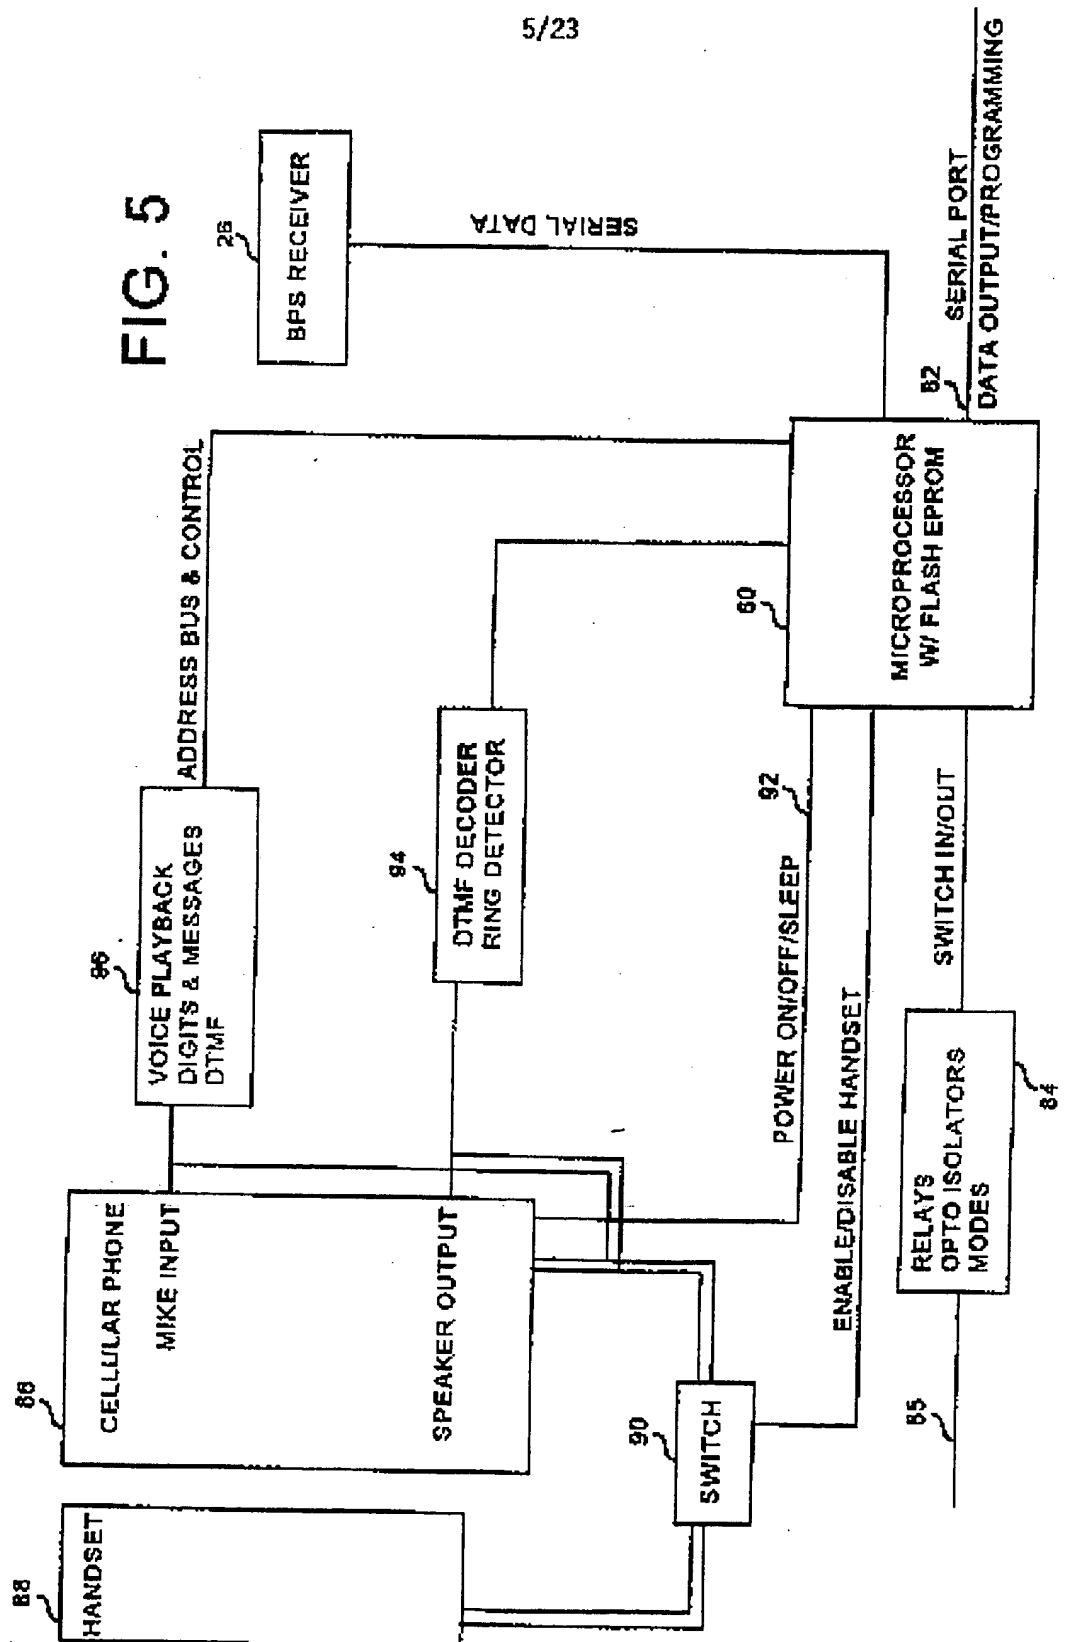 5/23
FIG. 5
88
HANDSET
86
CELLULAR PHONE
MIKE INPUT
SPEAKER OUTPUT
96
VOICE PLAYBACK
DIGITS & MESSAGES
DTMF
ADDRESS BUS & CONTROL
26
BPS RECEIVER
SERIAL DATA
94
DTMF DECODER
RING DETECTOR
90
SWITCH
POWER ON/OFF/SLEEP
92
ENABLE/DISABLE HANDSET
60
MICROPROCESSOR
W/ FLASH EPROM
82
SERIAL PORT
DATA OUTPUT/PROGRAMMING
85
RELAYS
OPTO ISOLATORS
MODES
84
SWITCH IN/OUT